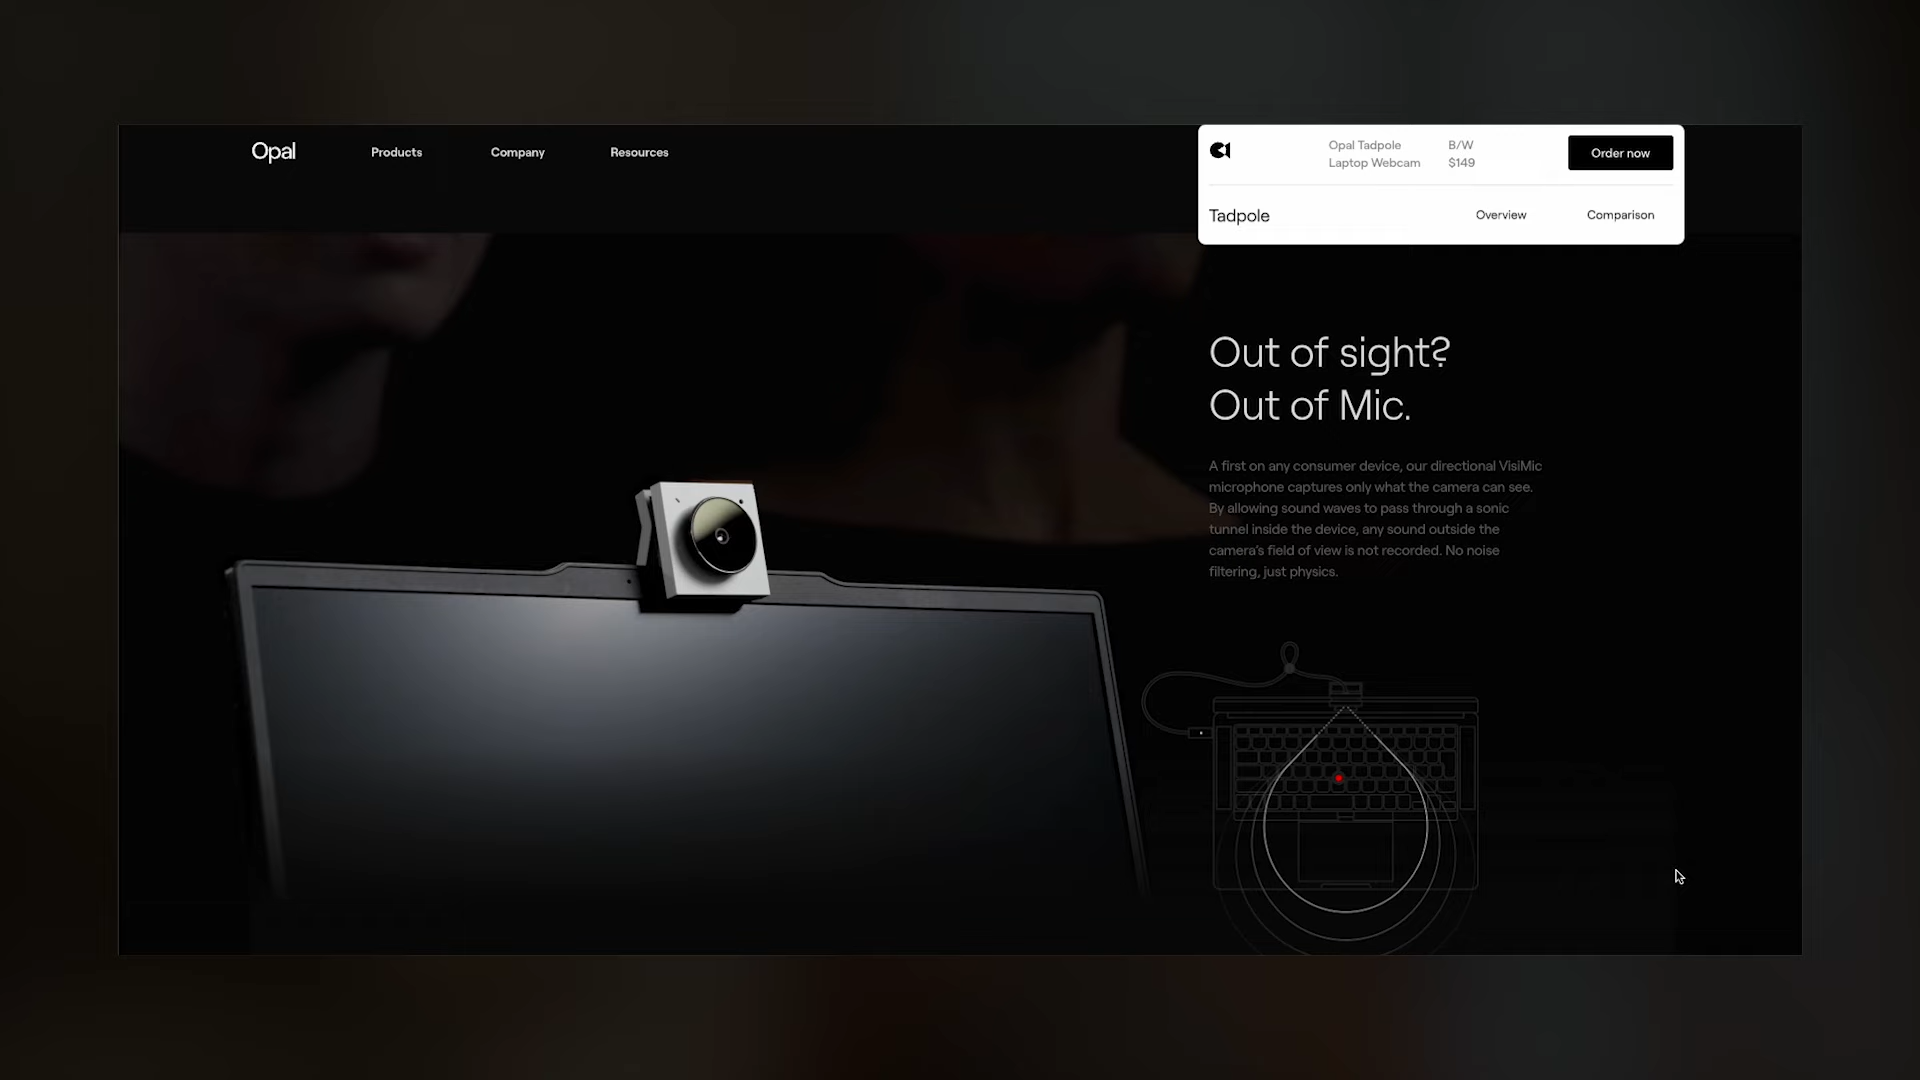 Opal
Products
Company
Resources
Opal Tadpole
Laptop Webcam
B/W
$149
Order now
Tadpole
Overview
Comparison
Out of sight?
Out of Mic.
A first on any consumer device, our directional VisiMic
microphone captures only what the camera can see.
By allowing sound waves to pass through a sonic
tunnel inside the device, any sound outside the
camera's field of view is not recorded. No noise
filtering, just physics.